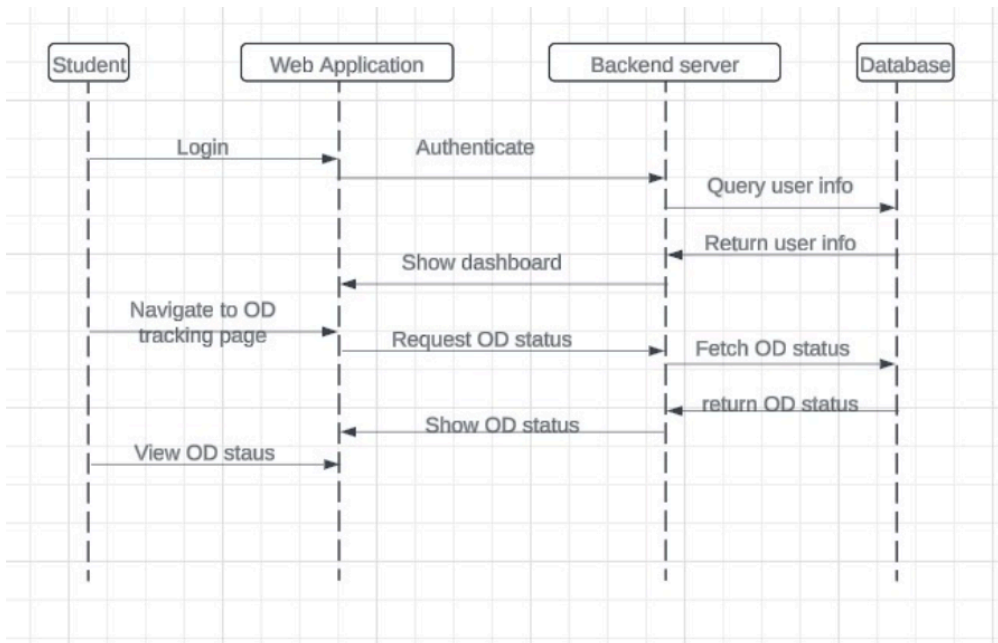 Student
Web Application
Backend server
Database
Login
Authenticate
Query user info
Return user info
Show dashboard
Navigate to OD
tracking page
Request OD status
Fetch OD status
return OD status
Show OD status
View OD staus